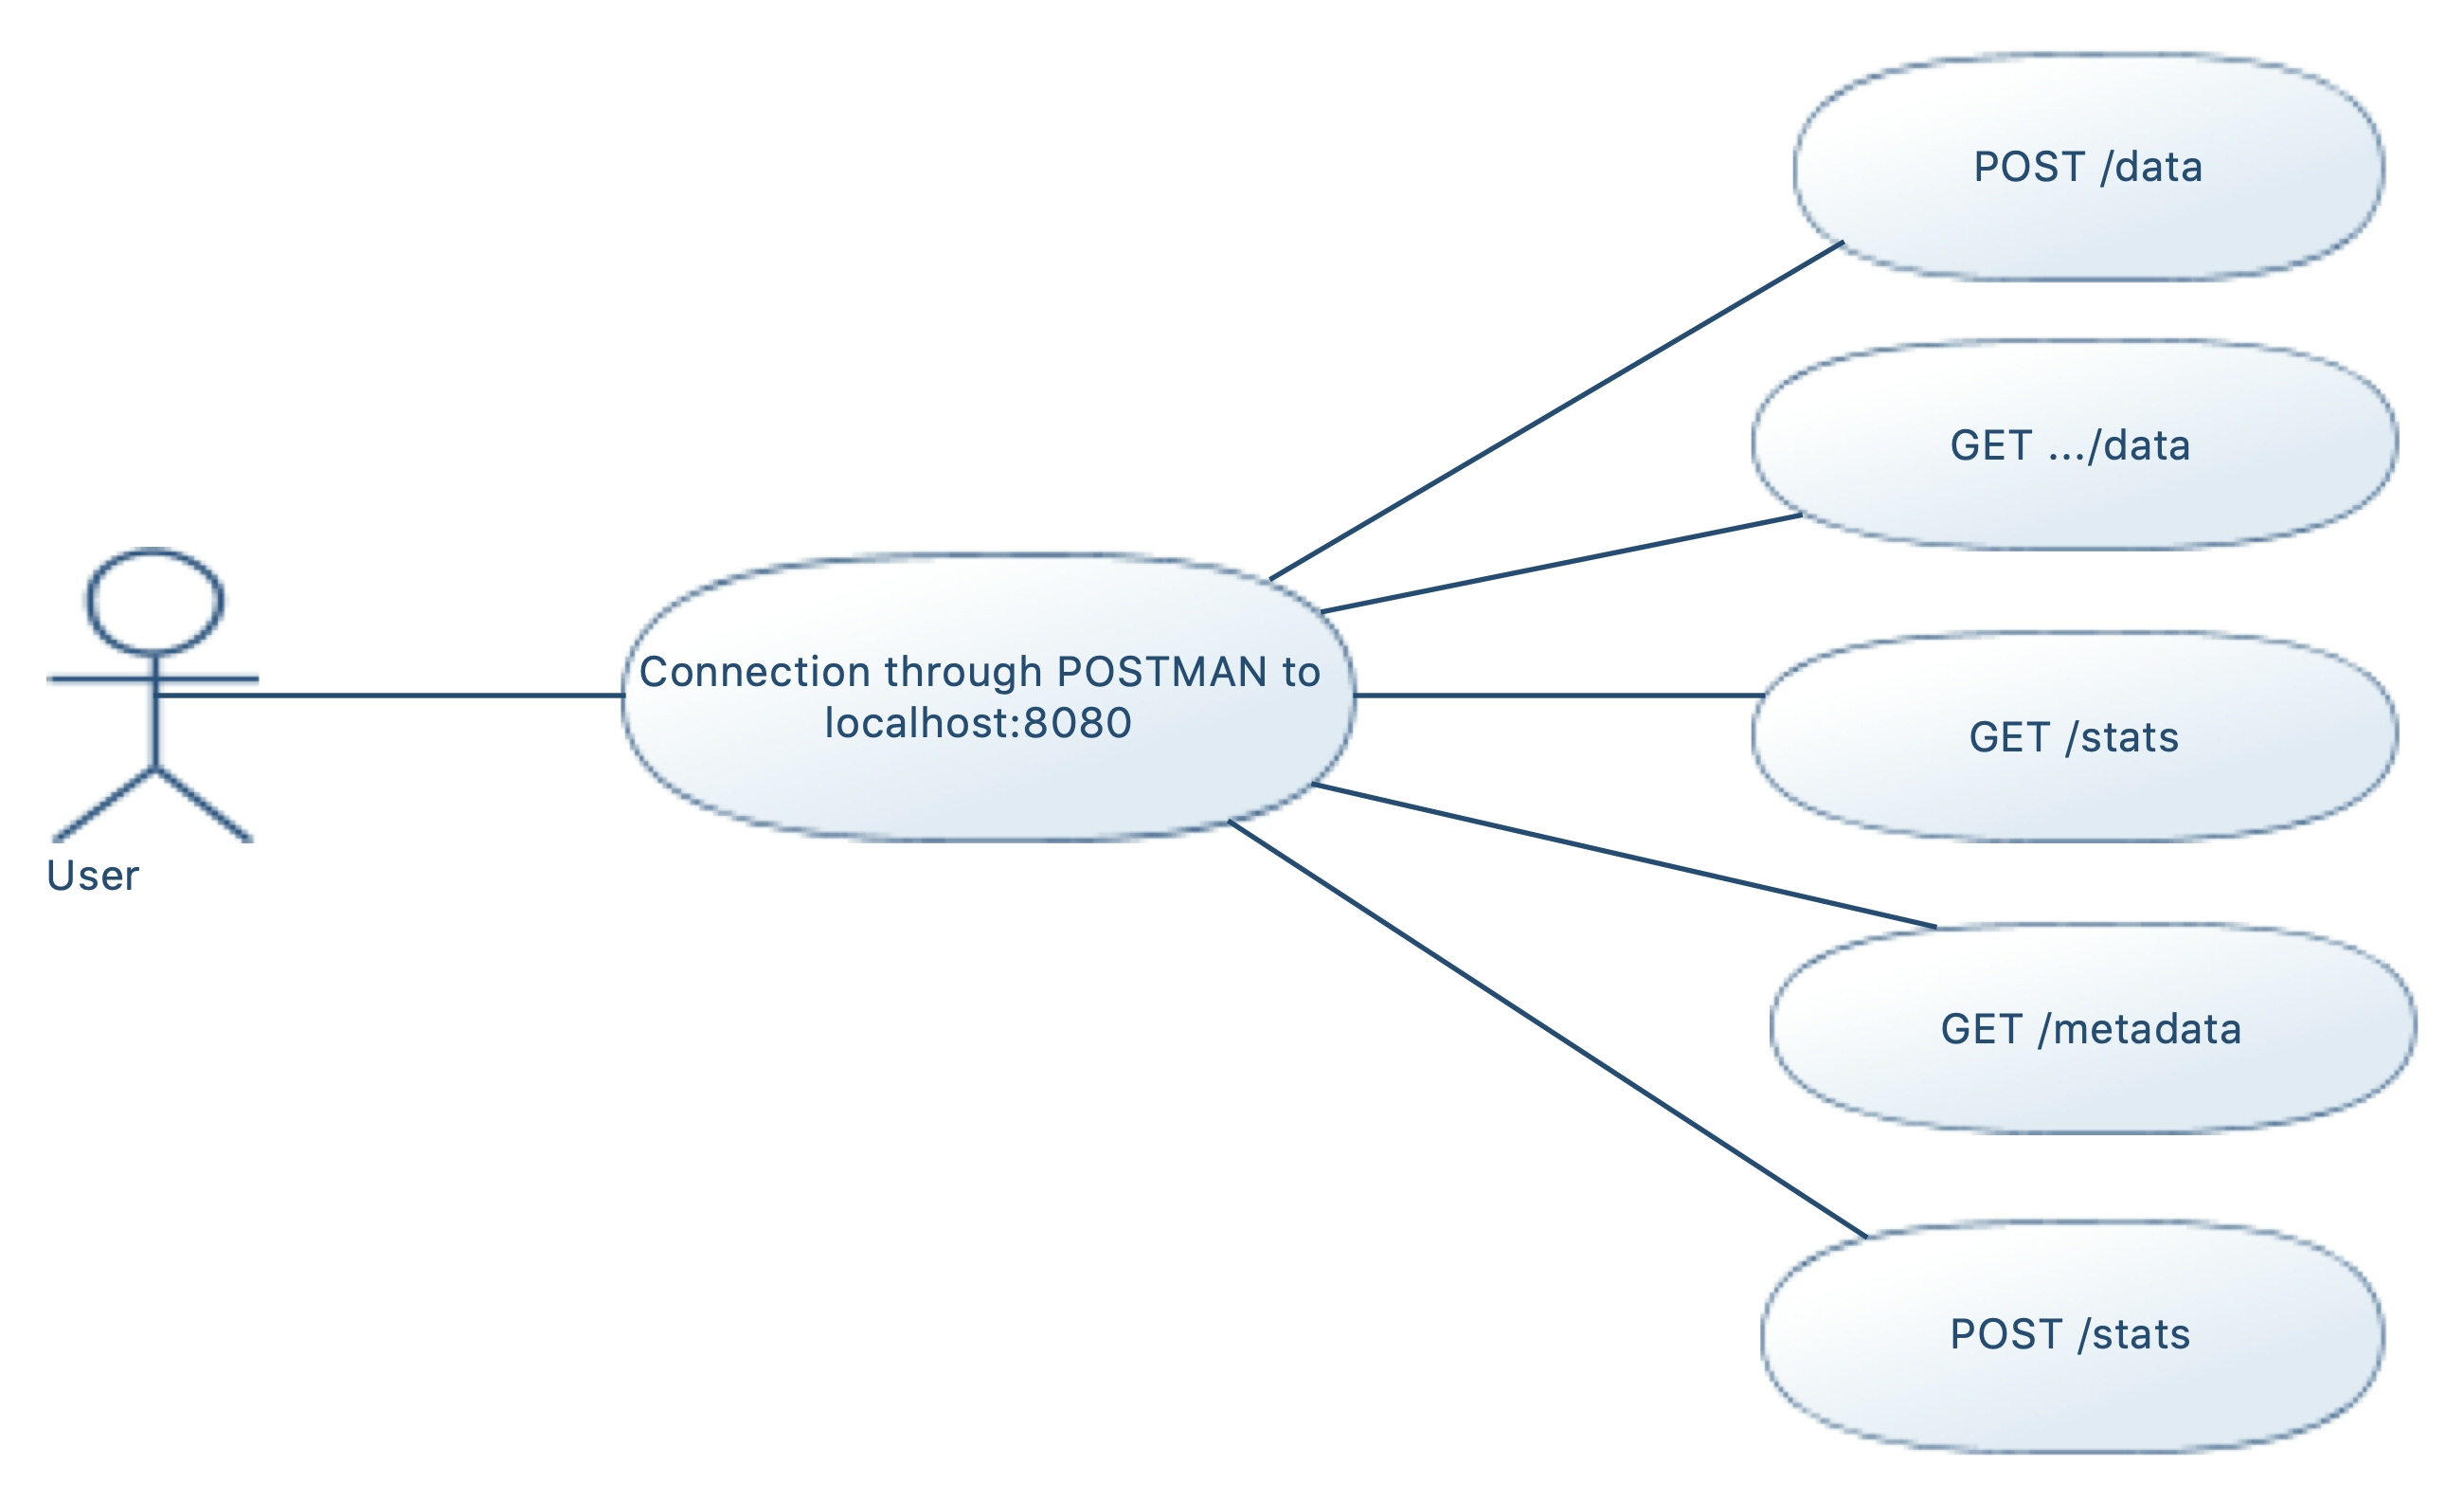 POST /data
GET .../data
Connection through POSTMAN to
localhost:8080
GET /stats
User
GET /metadata
POST /stats